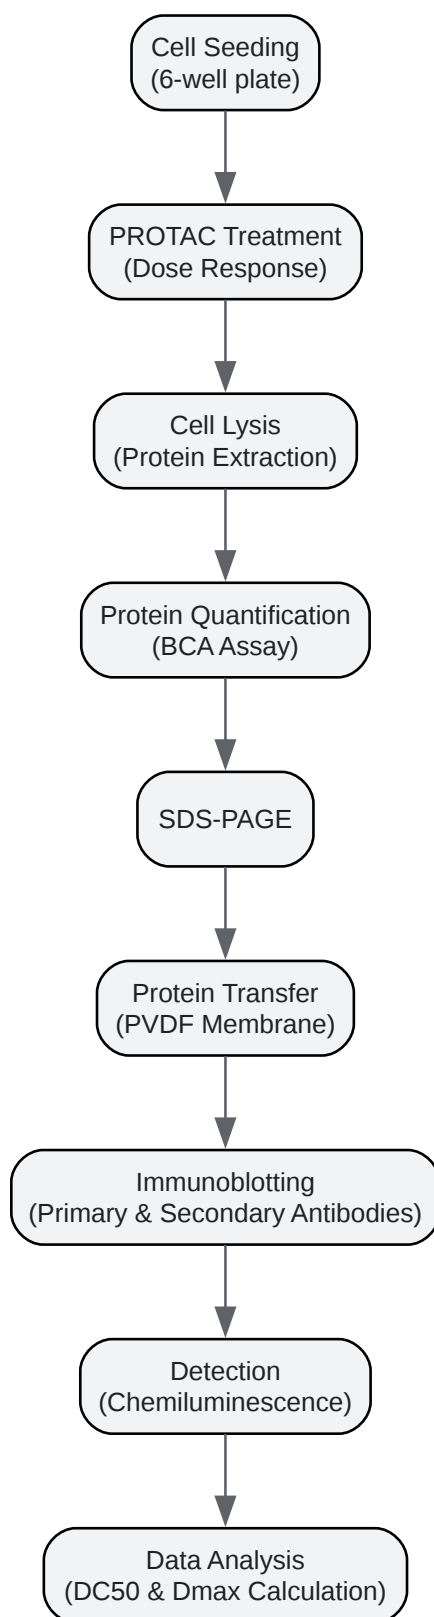 Cell Seeding
(6-well plate)
PROTAC Treatment
(Dose Response)
Cell Lysis
(Protein Extraction)
Protein Quantification
(BCA Assay)
SDS-PAGE
Protein Transfer
(PVDF Membrane)
Immunoblotting
(Primary & Secondary Antibodies)
Detection
(Chemiluminescence)
Data Analysis
(DC50 & Dmax Calculation)